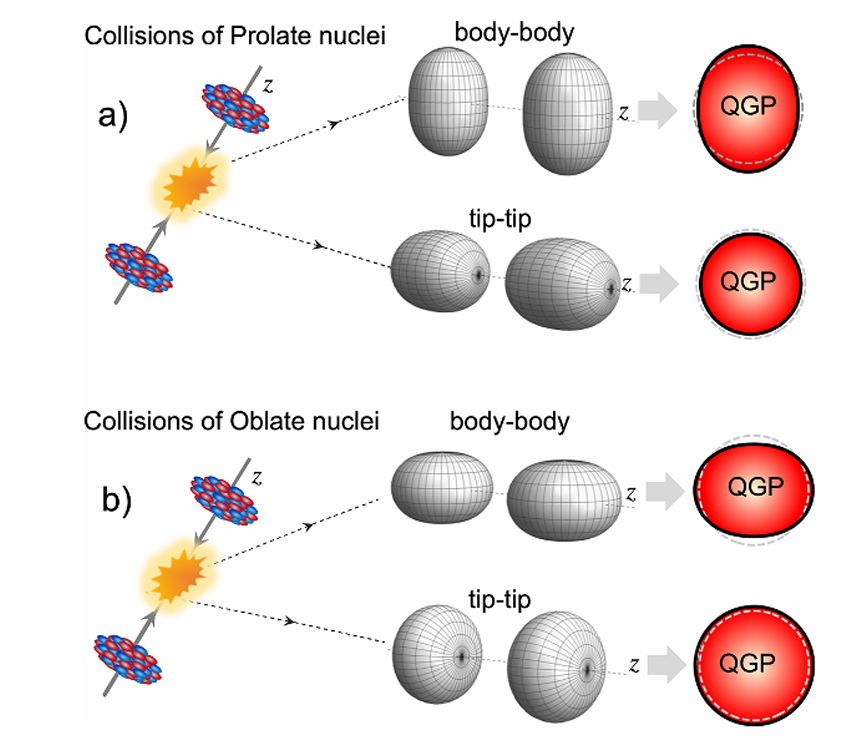 Collisions of Prolate nuclei
body-body
z
a)
z
QGP
tip-tip
z
QGP
Collisions of Oblate nuclei
body-body
z
b)
z
QGP
tip-tip
z
QGP